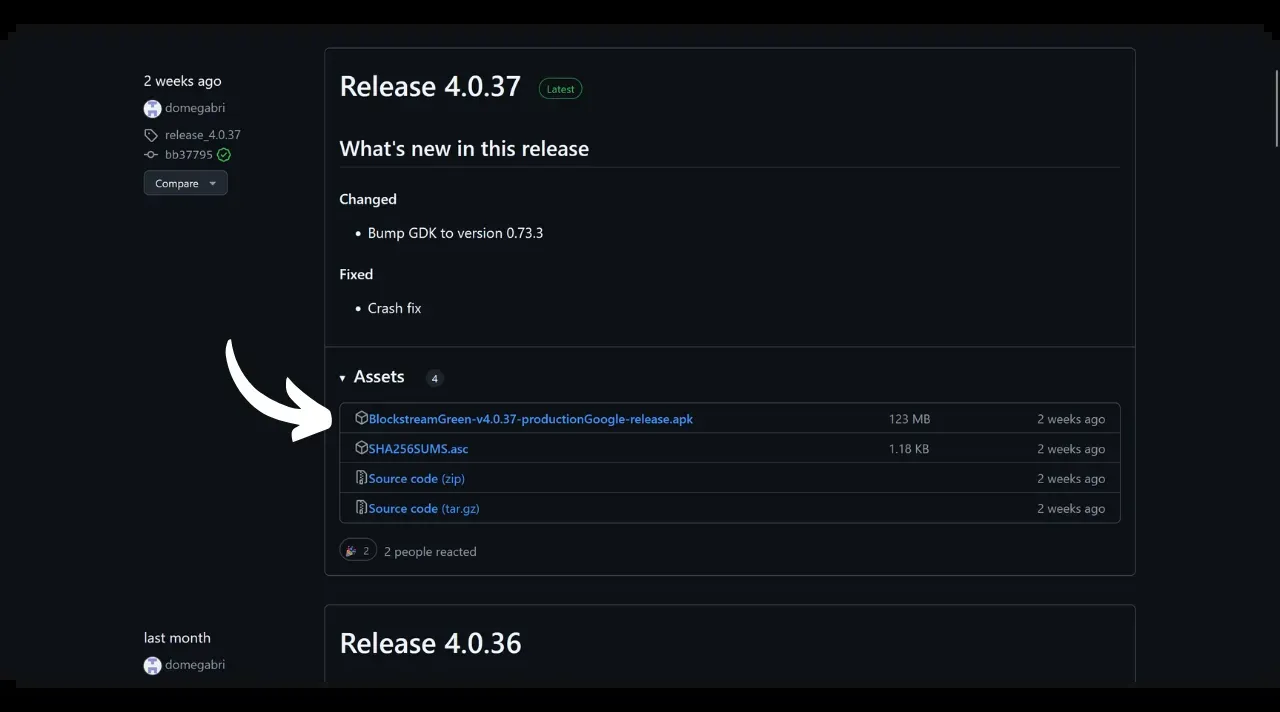 2 weeks ago
domegabri
release_4.0.37
bb37795
Compare
Release 4.0.37 Latest
What's new in this release
Changed
• Bump GDK to version 0.73.3
Fixed
• Crash fix
Assets 4
BlockstreamGreen-v4.0.37-productionGoogle-release.apk 123 MB 2 weeks ago
SHA256SUMS.asc 1.18 KB 2 weeks ago
Source code (zip) 2 weeks ago
Source code (tar.gz) 2 weeks ago
2 2 people reacted
last month
domegabri
Release 4.0.36